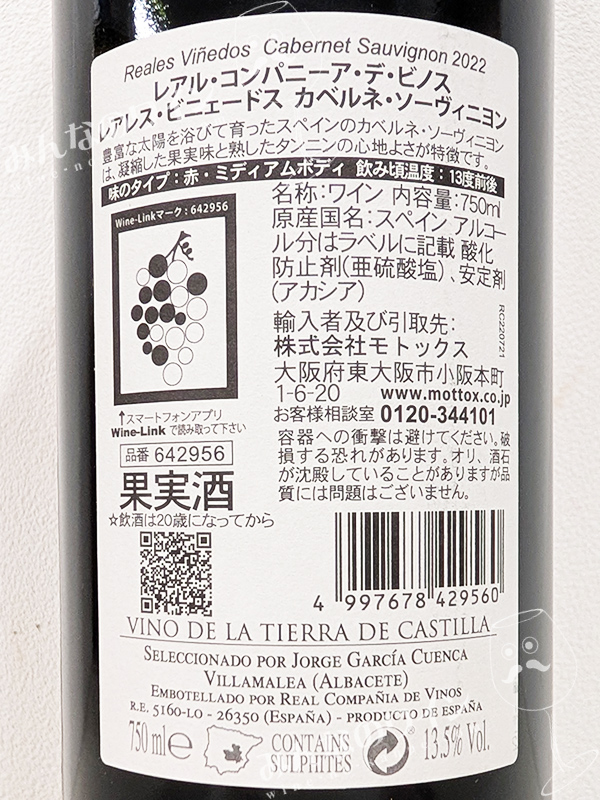 Reales Viñedos Cabernet Sauvignon 2022
レアル・コンパニーア・デ・ビノス
レアレス・ビニェードス カベルネ・ソーヴィニヨン
豊富な太陽を浴びて育ったスペインのカベルネ・ソーヴィニヨン
は、凝縮した果実味と熟したタンニンの心地よさが特徴です。
味のタイプ：赤・ミディアムボディ 飲み頃温度：13度前後
Wine-Linkマーク：642956
名称：ワイン 内容量：750ml
原産国名：スペイン アルコー
ル分はラベルに記載 酸化
防止剤(亜硫酸塩)、安定剤
(アカシア)
RC220721
輸入者及び引取先：
株式会社モトックス
大阪府東大阪市小阪本町
1-6-20 www.mottox.co.jp
お客様相談室 0120-344101
↑スマートフォンアプリ
Wine-Link で読み取って下さい
品番 642956
果実酒
☆飲酒は20歳になってから
容器への衝撃は避けてください。破
損する恐れがあります。オリ、酒石
が沈殿していることがありますが品
質には問題はございません。
4 997678 429560
VINO DE LA TIERRA DE CASTILLA
SELECCIONADO POR JORGE GARCÍA CUENCA
VILLAMALEA (ALBACETE)
EMBOTELLADO POR REAL COMPAÑIA DE VINOS
R.E. 5160-LO - 26350 (ESPAÑA) - PRODUCTO DE ESPAÑA
750 ml e
CONTAINS
SULPHITES
13.5% Vol.